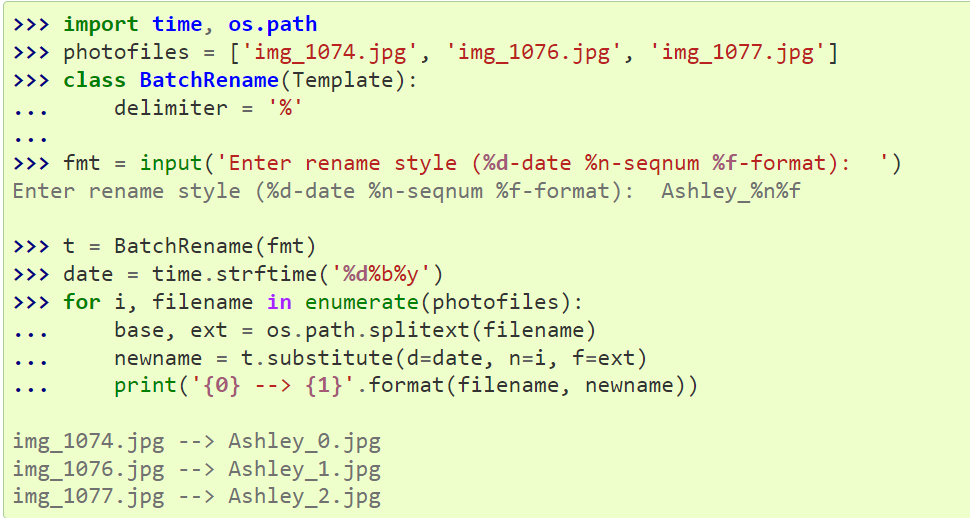 >>> import time, os.path
>>> photofiles = ['img_1074.jpg', 'img_1076.jpg', 'img_1077.jpg']
>>> class BatchRename(Template):
...     delimiter = '%'
...
>>> fmt = input('Enter rename style (%d-date %n-seqnum %f-format):  ')
Enter rename style (%d-date %n-seqnum %f-format):  Ashley_%n%f

>>> t = BatchRename(fmt)
>>> date = time.strftime('%d%b%y')
>>> for i, filename in enumerate(photofiles):
...     base, ext = os.path.splitext(filename)
...     newname = t.substitute(d=date, n=i, f=ext)
...     print('{0} --> {1}'.format(filename, newname))

img_1074.jpg --> Ashley_0.jpg
img_1076.jpg --> Ashley_1.jpg
img_1077.jpg --> Ashley_2.jpg